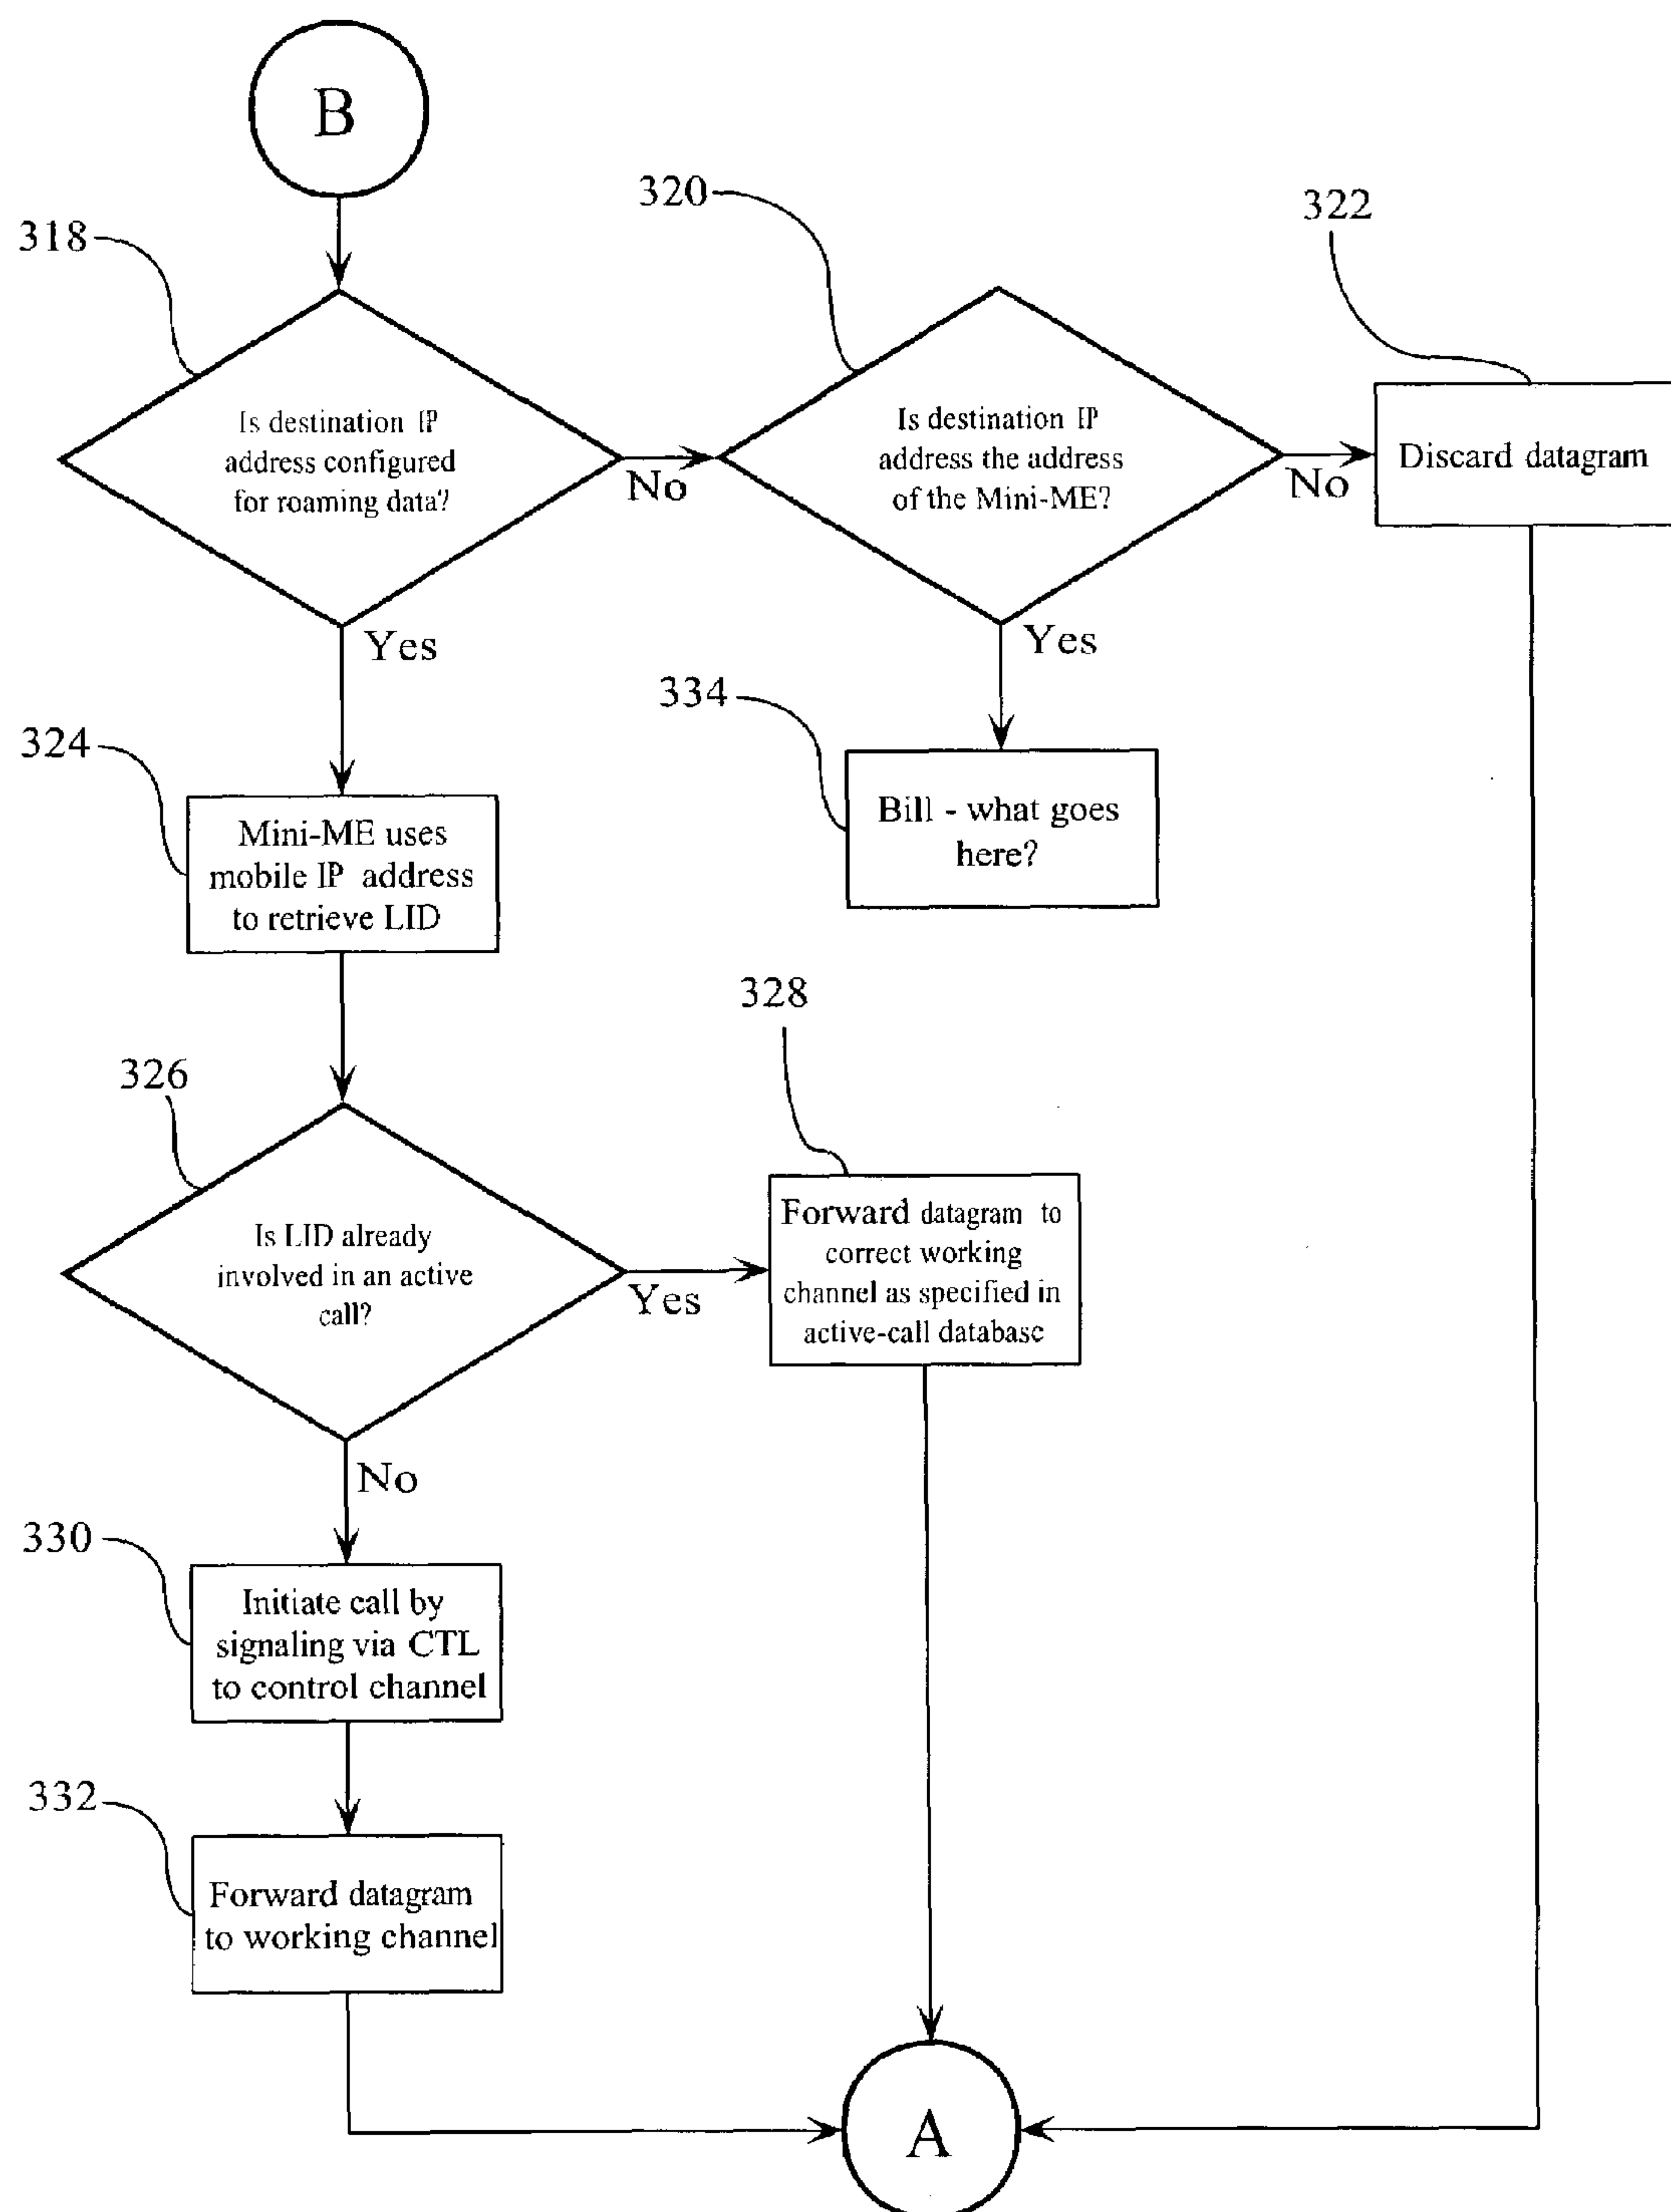 B
318
320
322
Is destination IP
address configured
for roaming data?
No
Is destination IP
address the address
of the Mini-ME?
No
Discard datagram
Yes
Yes
324
334
Mini-ME uses
mobile IP address
to retrieve LID
Bill - what goes
here?
326
328
Is LID already
involved in an active
call?
Yes
Forward datagram to
correct working
channel as specified in
active-call database
No
330
Initiate call by
signaling via CTL
to control channel
332
Forward datagram
to working channel
A